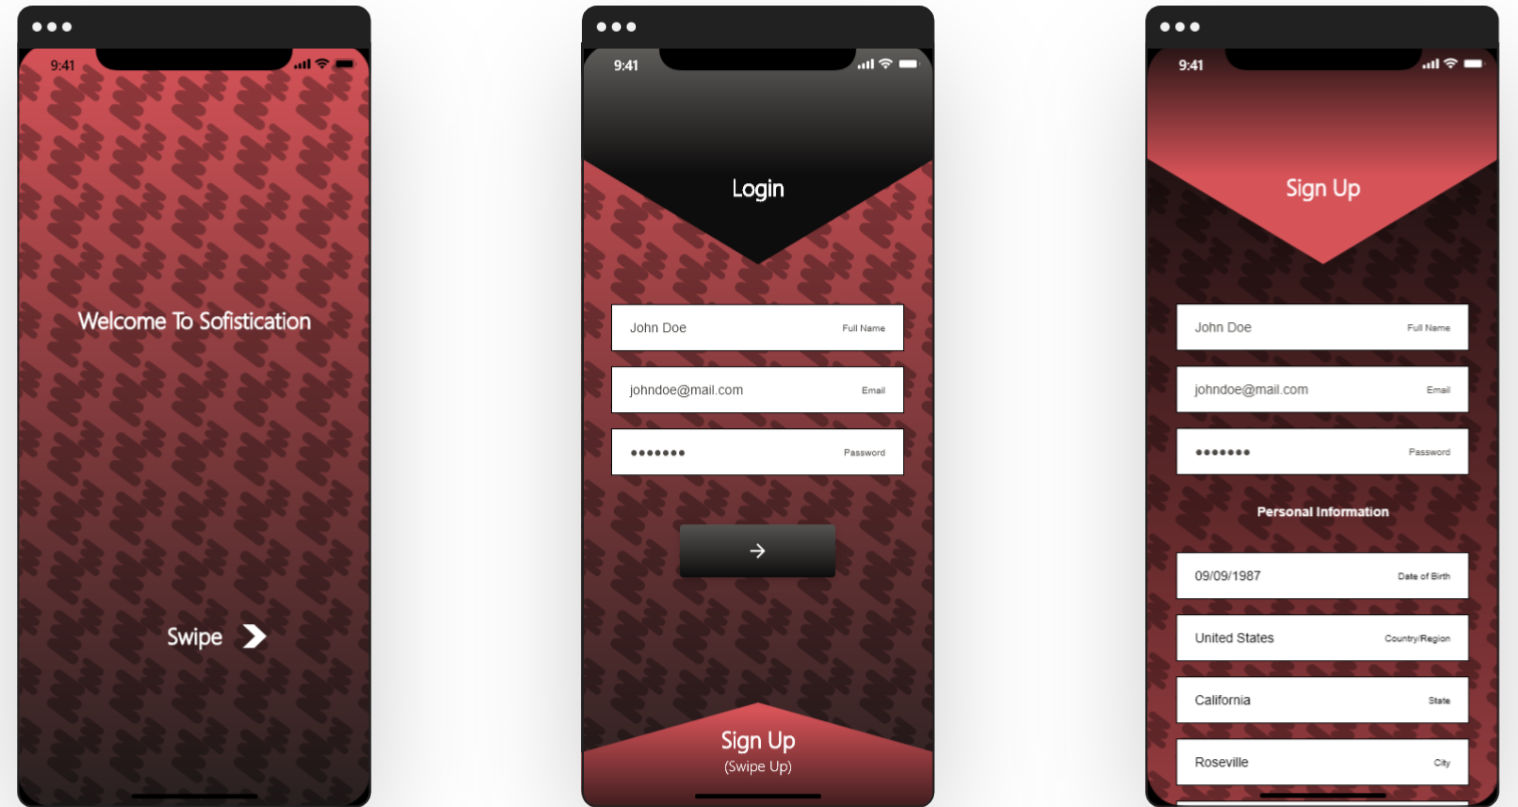 9:41
Welcome To Sofistication
Swipe
9:41
Login
John Doe Full Name
johndoe@mail.com Email
●●●●●●● Password
Sign Up
(Swipe Up)
9:41
Sign Up
John Doe Full Name
johndoe@mail.com Email
●●●●●●● Password
Personal Information
09/09/1987 Date of Birth
United States Country/Region
California State
Roseville City